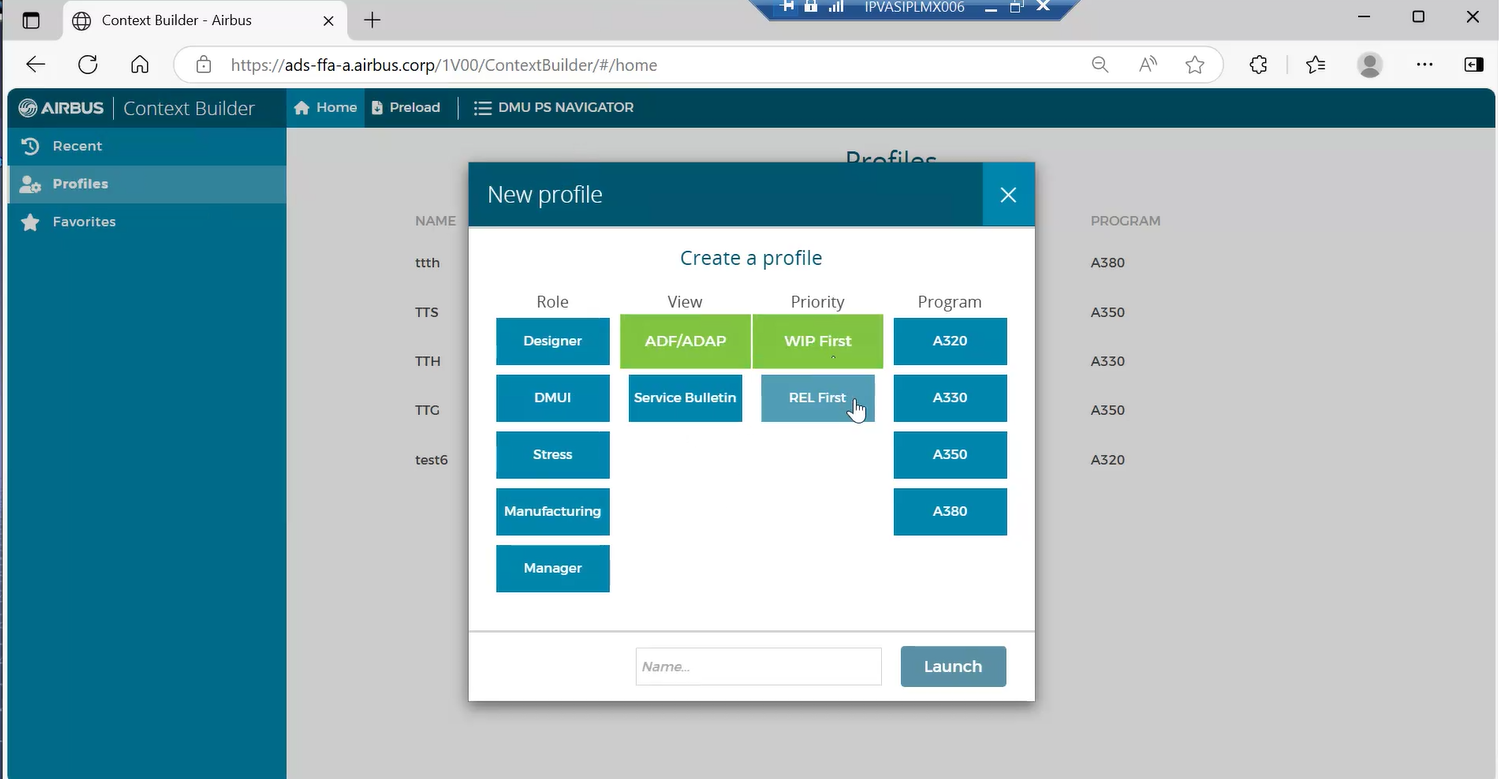 Context Builder - Airbus
IPVASIPLMX006
https://ads-ffa-a.airbus.corp/1V00/ContextBuilder/#/home
AIRBUS
Context Builder
Home
Preload
DMU PS NAVIGATOR
Recent
Profiles
Favorites
Profiles
NAME
PROGRAM
ttth
A380
TTS
A350
TTH
A330
TTG
A350
test6
A320
New profile
Create a profile
Role
View
Priority
Program
Designer
ADF/ADAP
WIP First
A320
DMUI
Service Bulletin
REL First
A330
Stress
A350
Manufacturing
A380
Manager
Name...
Launch